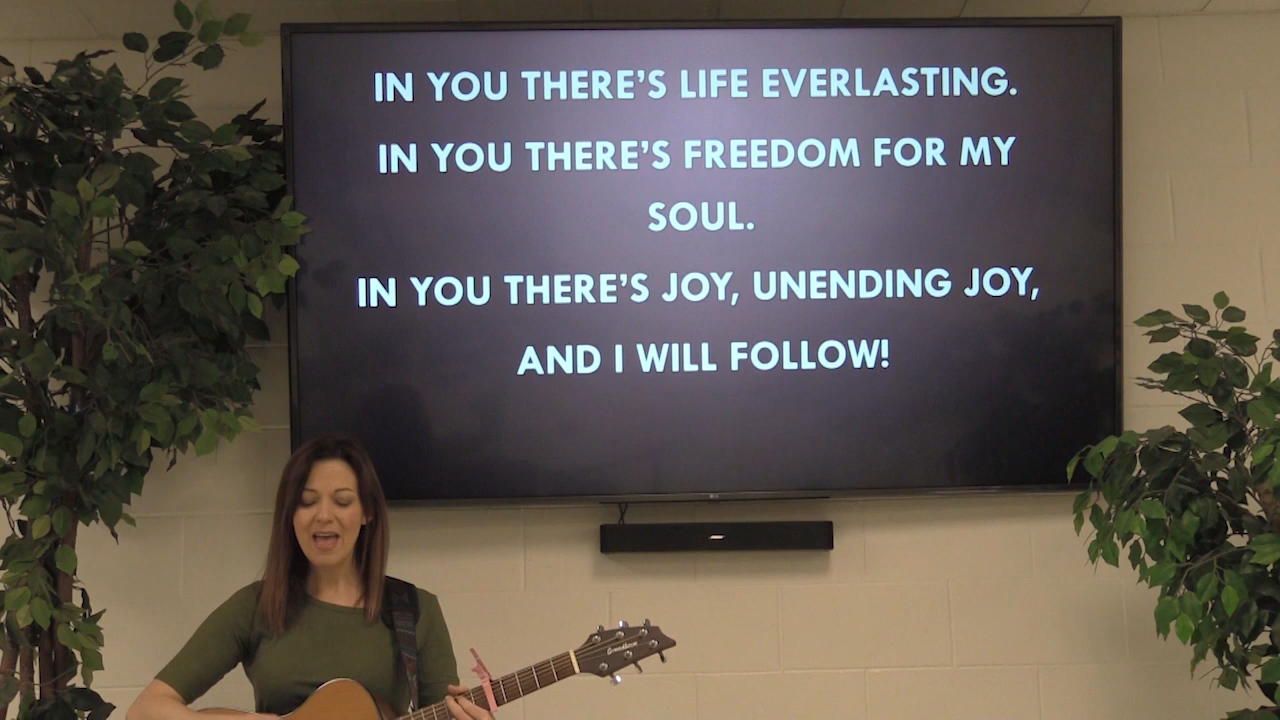 IN YOU THERE'S LIFE EVERLASTING.
IN YOU THERE'S FREEDOM FOR MY
SOUL.
IN YOU THERE'S JOY, UNENDING JOY,
AND I WILL FOLLOW!